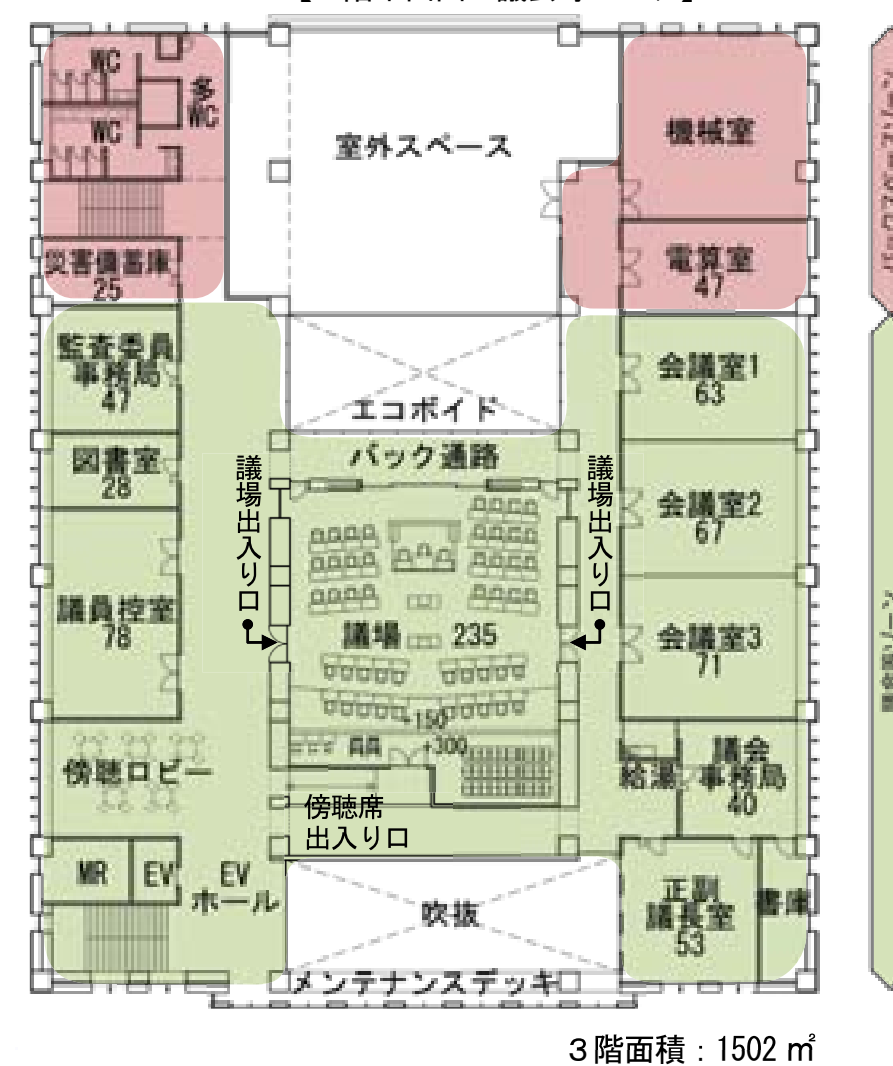 WC
多
WC
WC
室外スペース
機械室
災害備蓄庫
25
電算室
47
監査委員
事務局
47
会議室1
63
エコボイド
バック通路
図書室
28
議場出入り口
議場出入り口
会議室2
67
議員控室
78
議場 235
会議室3
71
+150
+300
傍聴ロビー
給湯
議会
事務局
40
傍聴席
出入り口
MR
EV
EV
ホール
吹抜
正副
議長室
53
書庫
メンテナンスデッキ
３階面積：1502 ㎡